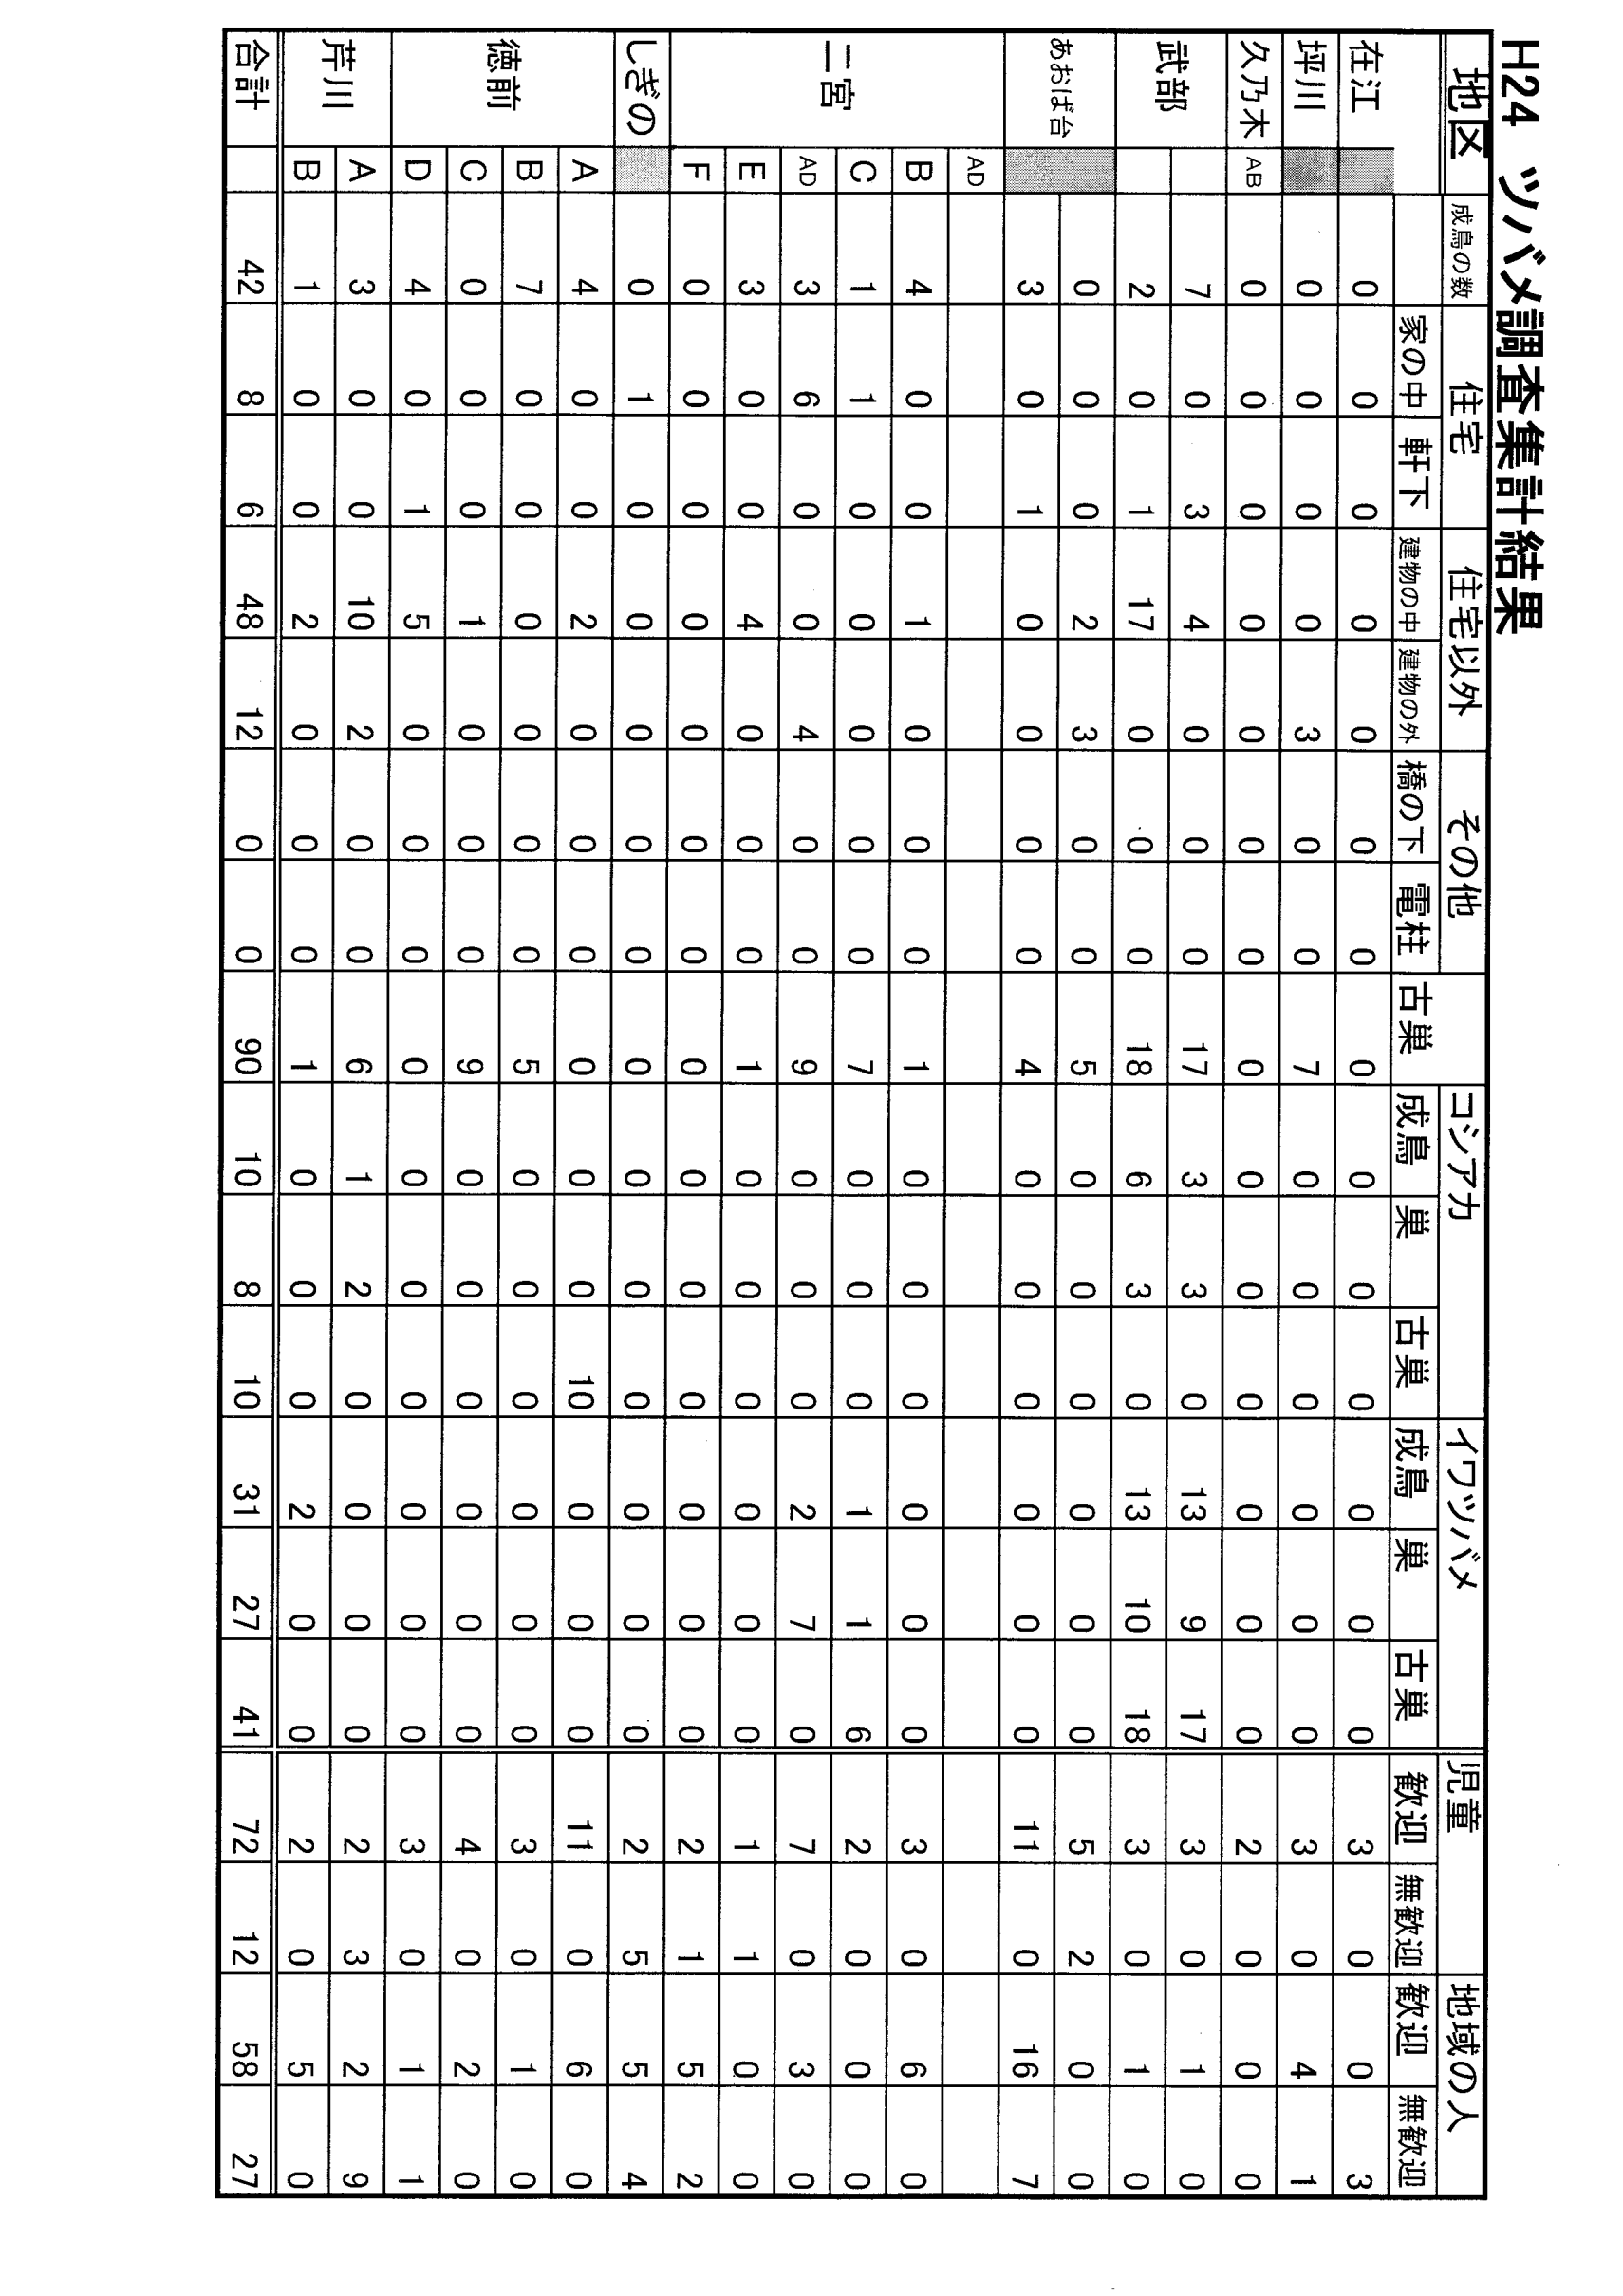 H24 ツバメ調査集計結果
地区 成鳥の数 住宅 住宅以外 その他 古巣 コシアカ イワツバメ 児童 地域の人
家の中 軒下 建物の中 建物の外 橋の下 電柱 成鳥 巣 古巣 成鳥 巣 古巣 歓迎 無歓迎 歓迎 無歓迎
在江 0 0 0 0 0 0 0 0 0 0 0 0 0 0 3 0 0 3
坪川 0 0 0 0 3 0 0 7 0 0 0 0 0 0 3 0 4 1
久乃木 AB 0 0 0 0 0 0 0 0 0 0 0 0 0 0 2 0 0 0
武部 7 0 3 4 0 0 0 17 3 3 0 13 9 17 3 0 1 0
2 0 1 17 0 0 0 18 6 3 0 13 10 18 3 0 1 0
あおば台 0 0 0 2 3 0 0 5 0 0 0 0 0 0 5 2 0 0
3 0 1 0 0 0 0 4 0 0 0 0 0 0 11 0 16 7
二宮 AD
B 4 0 0 1 0 0 0 1 0 0 0 0 0 0 3 0 6 0
C 1 1 0 0 0 0 0 7 0 0 0 1 1 6 2 0 0 0
AD 3 6 0 0 4 0 0 9 0 0 0 2 7 0 7 0 3 0
E 3 0 0 4 0 0 0 1 0 0 0 0 0 0 1 1 0 0
F 0 0 0 0 0 0 0 0 0 0 0 0 0 0 2 1 5 2
しぎの 0 1 0 0 0 0 0 0 0 0 0 0 0 0 2 5 5 4
徳前 A 4 0 0 2 0 0 0 0 0 0 10 0 0 0 11 0 6 0
B 7 0 0 0 0 0 0 5 0 0 0 0 0 0 3 0 1 0
C 0 0 0 1 0 0 0 9 0 0 0 0 0 0 4 0 2 0
D 4 0 1 5 0 0 0 0 0 0 0 0 0 0 3 0 1 1
芹川 A 3 0 0 10 2 0 0 6 1 2 0 0 0 0 2 3 2 9
B 1 0 0 2 0 0 0 1 0 0 0 2 0 0 2 0 5 0
合計 42 8 6 48 12 0 0 90 10 8 10 31 27 41 72 12 58 27